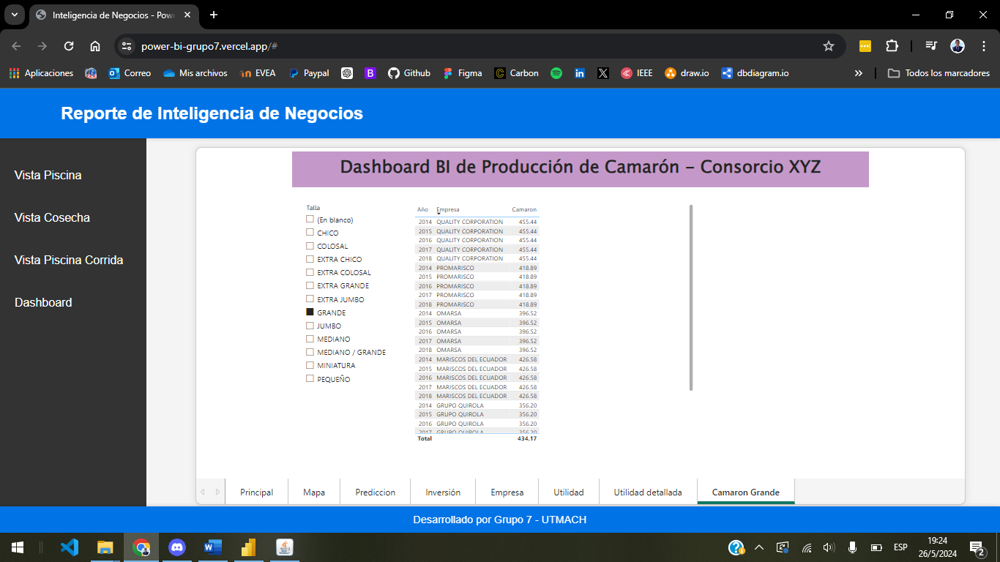 Inteligencia de Negocios - Pow
power-bi-grupo7.vercel.app/#
Aplicaciones
Correo
Mis archivos
EVEA
Paypal
Github
Figma
Carbon
IEEE
draw.io
dbdiagram.io
Todos los marcadores
Reporte de Inteligencia de Negocios
Vista Piscina
Vista Cosecha
Vista Piscina Corrida
Dashboard
Dashboard BI de Producción de Camarón - Consorcio XYZ
Talla
(En blanco)
CHICO
COLOSAL
EXTRA CHICO
EXTRA COLOSAL
EXTRA GRANDE
EXTRA JUMBO
GRANDE
JUMBO
MEDIANO
MEDIANO / GRANDE
MINIATURA
PEQUEÑO
Año Empresa Camaron
2014 QUALITY CORPORATION 455.44
2015 QUALITY CORPORATION 455.44
2016 QUALITY CORPORATION 455.44
2017 QUALITY CORPORATION 455.44
2018 QUALITY CORPORATION 455.44
2014 PROMARISCO 418.89
2015 PROMARISCO 418.89
2016 PROMARISCO 418.89
2017 PROMARISCO 418.89
2018 PROMARISCO 418.89
2014 OMARSA 396.52
2015 OMARSA 396.52
2016 OMARSA 396.52
2017 OMARSA 396.52
2018 OMARSA 396.52
2014 MARISCOS DEL ECUADOR 426.58
2015 MARISCOS DEL ECUADOR 426.58
2016 MARISCOS DEL ECUADOR 426.58
2017 MARISCOS DEL ECUADOR 426.58
2018 MARISCOS DEL ECUADOR 426.58
2014 GRUPO QUIROLA 356.20
2015 GRUPO QUIROLA 356.20
2016 GRUPO QUIROLA 356.20
2017 GRUPO QUIROLA 356.20
Total 434.17
Principal
Mapa
Prediccion
Inversión
Empresa
Utilidad
Utilidad detallada
Camaron Grande
Desarrollado por Grupo 7 - UTMACH
ESP
19:24
26/5/2024
2